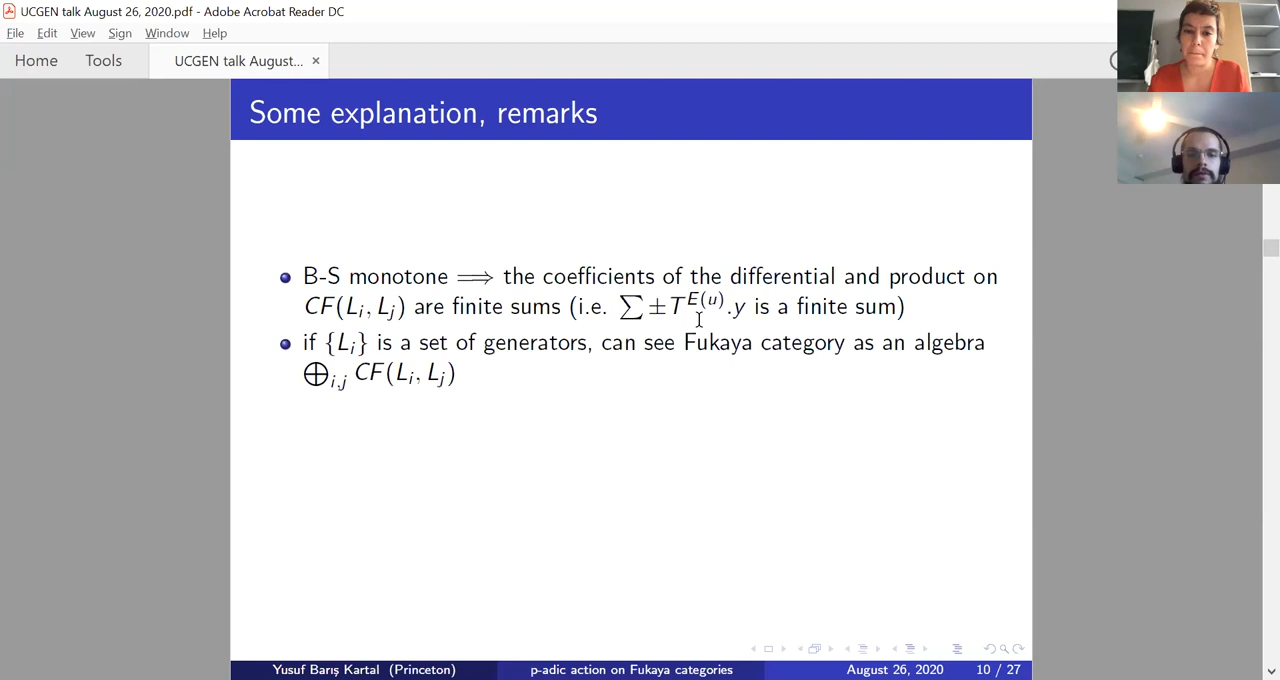 UCGEN talk August 26, 2020.pdf - Adobe Acrobat Reader DC
File Edit View Sign Window Help
Home Tools UCGEN talk August... ×
Some explanation, remarks
B-S monotone ⟹ the coefficients of the differential and product on
CF(L_i, L_j) are finite sums (i.e. ∑ ±T^{E(u)}.y is a finite sum)
if {L_i} is a set of generators, can see Fukaya category as an algebra
⊕_{i,j} CF(L_i, L_j)
Yusuf Barış Kartal (Princeton) p-adic action on Fukaya categories August 26, 2020 10 / 27